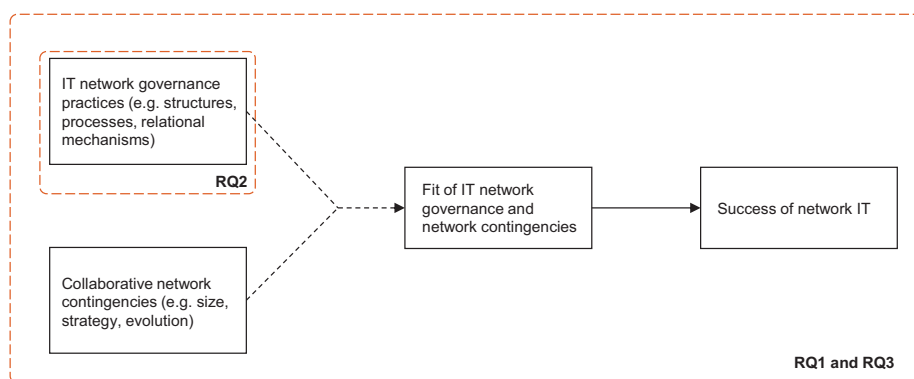 IT network governance
practices (e.g. structures,
processes, relational
mechanisms)
RQ2
Fit of IT network
governance and
network contingencies
Success of network IT
Collaborative network
contingencies (e.g. size,
strategy, evolution)
RQ1 and RQ3